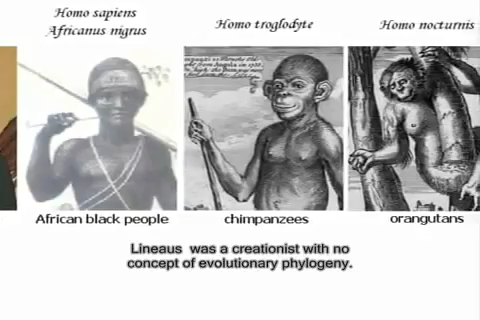 Homo sapiens
Africanus nigrus
Homo troglodyte
Homo nocturnis
African black people
chimpanzees
orangutans
Lineaus was a creationist with no
concept of evolutionary phylogeny.